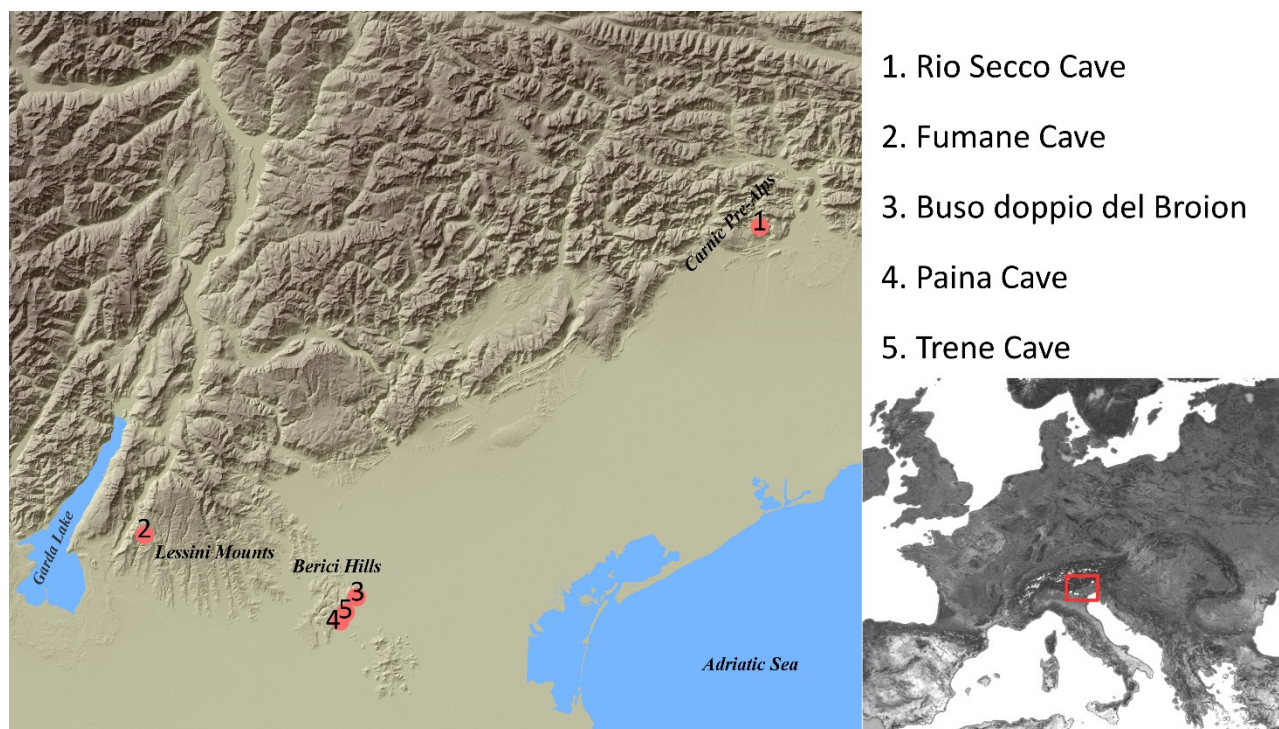 1
Carnic Pre-Alps
2
Garda Lake
Lessini Mounts
Berici Hills
3
5
4
Adriatic Sea
1. Rio Secco Cave
2. Fumane Cave
3. Buso doppio del Broion
4. Paina Cave
5. Trene Cave